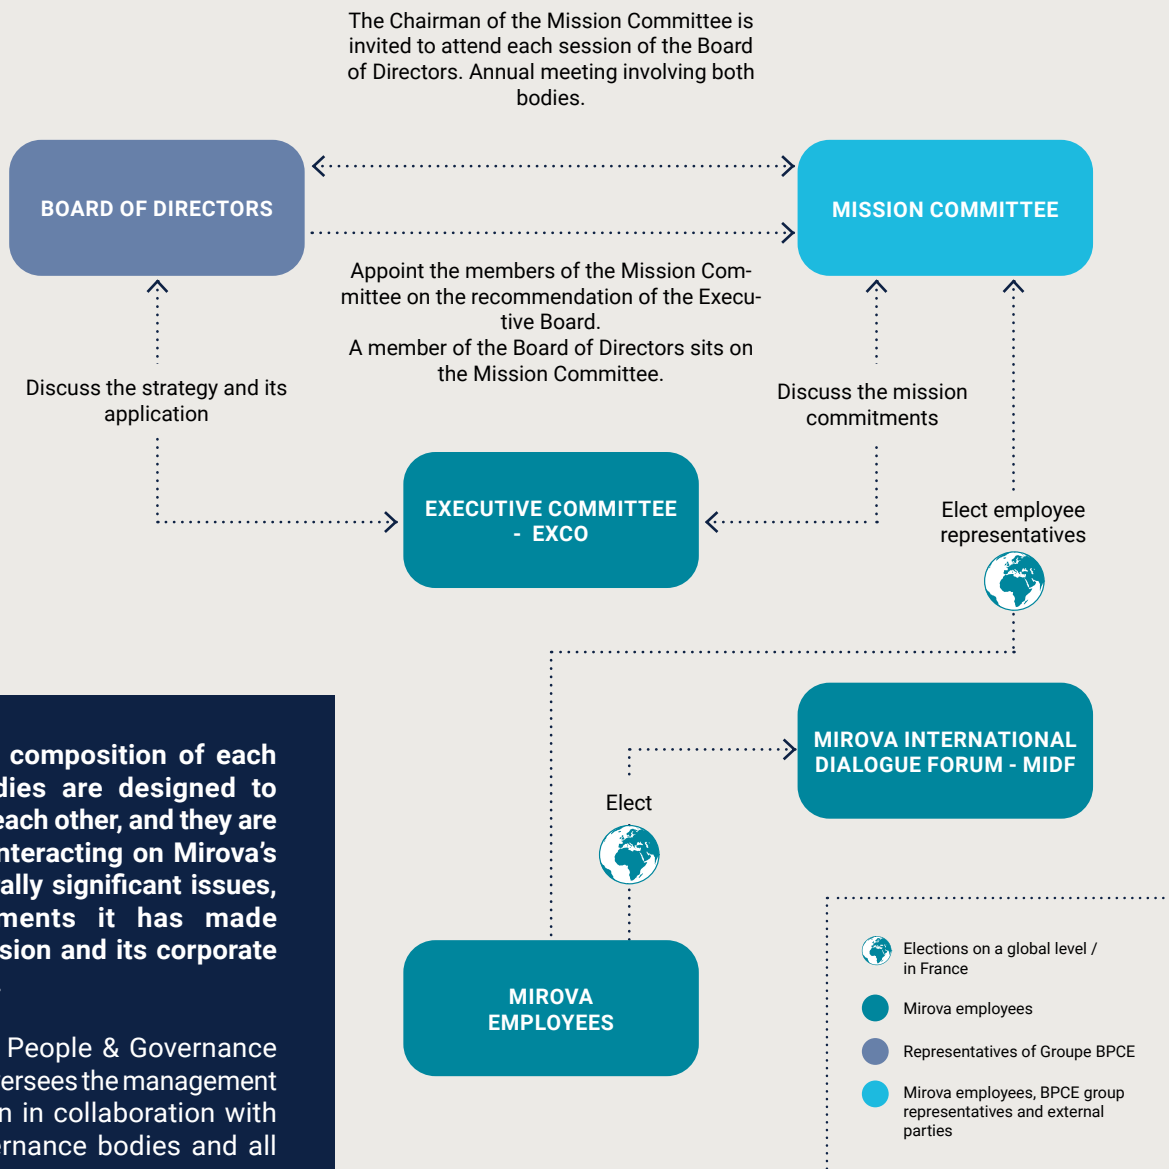 The Chairman of the Mission Committee is
invited to attend each session of the Board
of Directors. Annual meeting involving both
bodies.
BOARD OF DIRECTORS
MISSION COMMITTEE
Appoint the members of the Mission Com-
mittee on the recommendation of the Execu-
tive Board.
A member of the Board of Directors sits on
the Mission Committee.
Discuss the strategy and its
application
Discuss the mission
commitments
EXECUTIVE COMMITTEE
- EXCO
Elect employee
representatives
MIROVA INTERNATIONAL
DIALOGUE FORUM - MIDF
Elect
MIROVA
EMPLOYEES
composition of each
dies are designed to
each other, and they are
nteracting on Mirova's
ally significant issues,
ments it has made
sion and its corporate
.
People & Governance
ersees the management
n in collaboration with
ernance bodies and all
Elections on a global level /
in France
Mirova employees
Representatives of Groupe BPCE
Mirova employees, BPCE group
representatives and external
parties